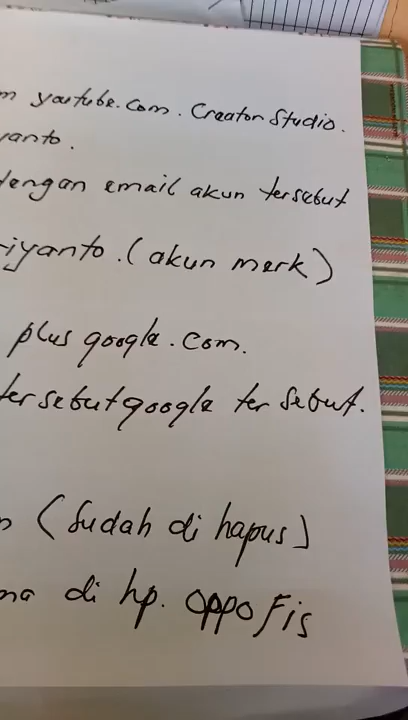 m youtube.com. Creator Studio.
yanto.
dengan email akun tersebut
riyanto. (akun merk)
plus google.com.
tersebut google tersebut.
(Sudah di hapus)
na di hp. OPPO Fis